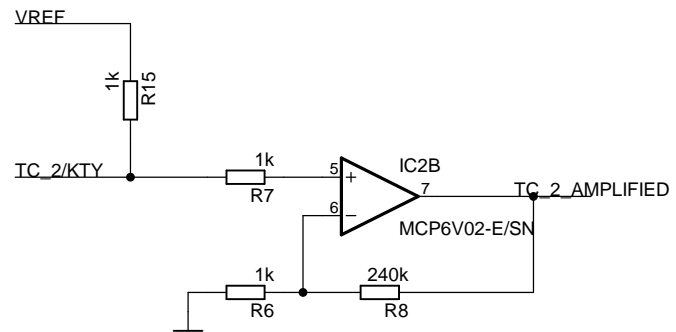 VREF
1k
R15
TC_2/KTY
1k
R7
5
+
6
−
IC2B
7
TC_2_AMPLIFIED
MCP6V02-E/SN
1k
R6
240k
R8